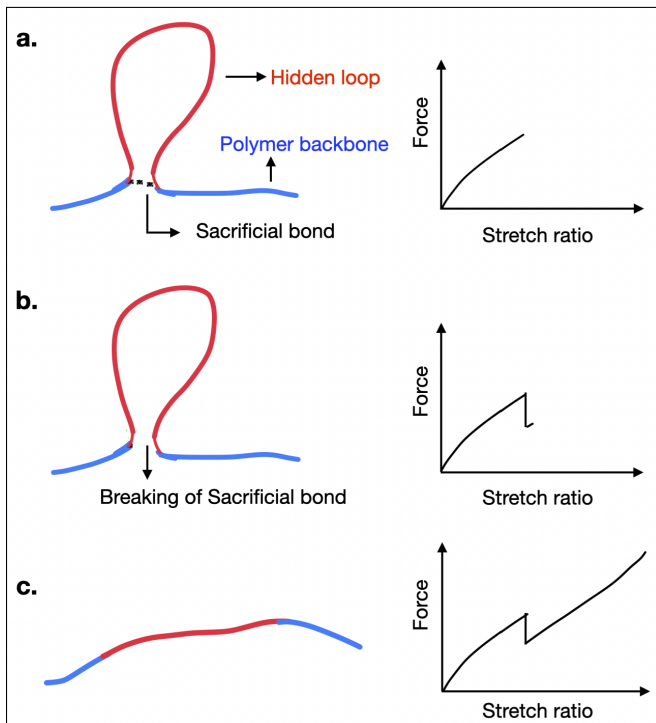 a.
Hidden loop
Polymer backbone
Sacrificial bond
Force
Stretch ratio
b.
Breaking of Sacrificial bond
Force
Stretch ratio
c.
Force
Stretch ratio